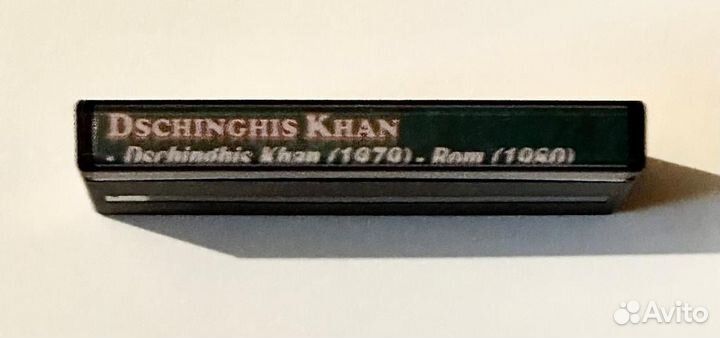 DSCHINGHIS KHAN
- Dschinghis Khan (1979) - Rom (1980)
Avito